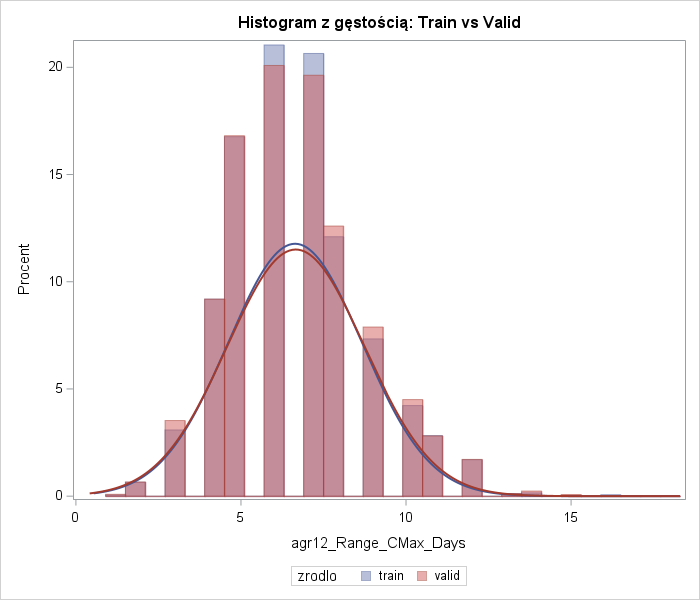 Histogram z gęstością: Train vs Valid
20
15
10
5
0
Procent
0 5 10 15
agr12_Range_CMax_Days
zrodlo train valid